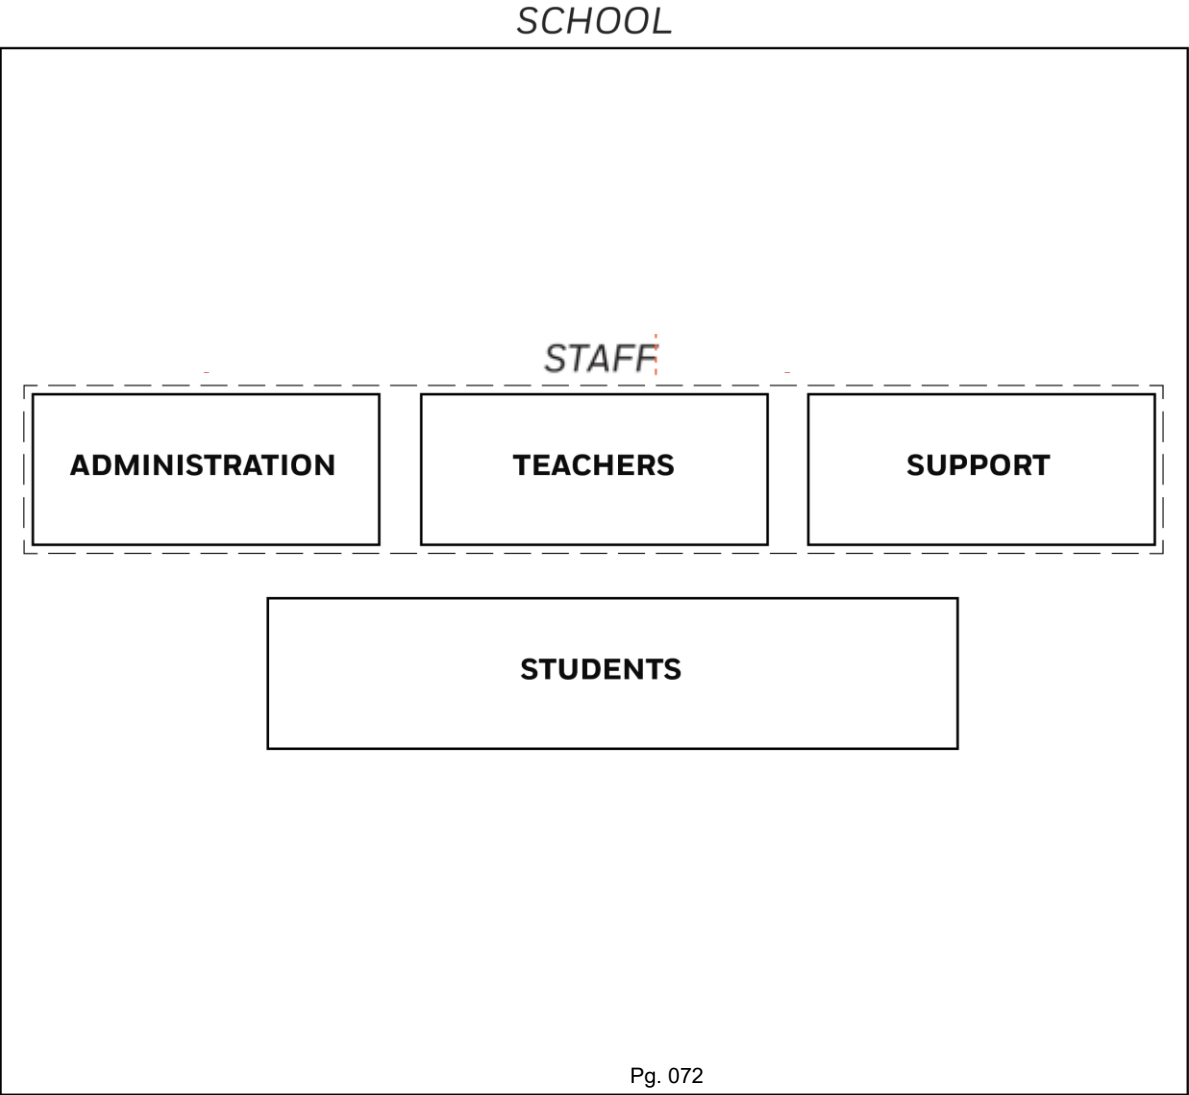 SCHOOL
STAFF
ADMINISTRATION TEACHERS SUPPORT
STUDENTS
Pg. 072